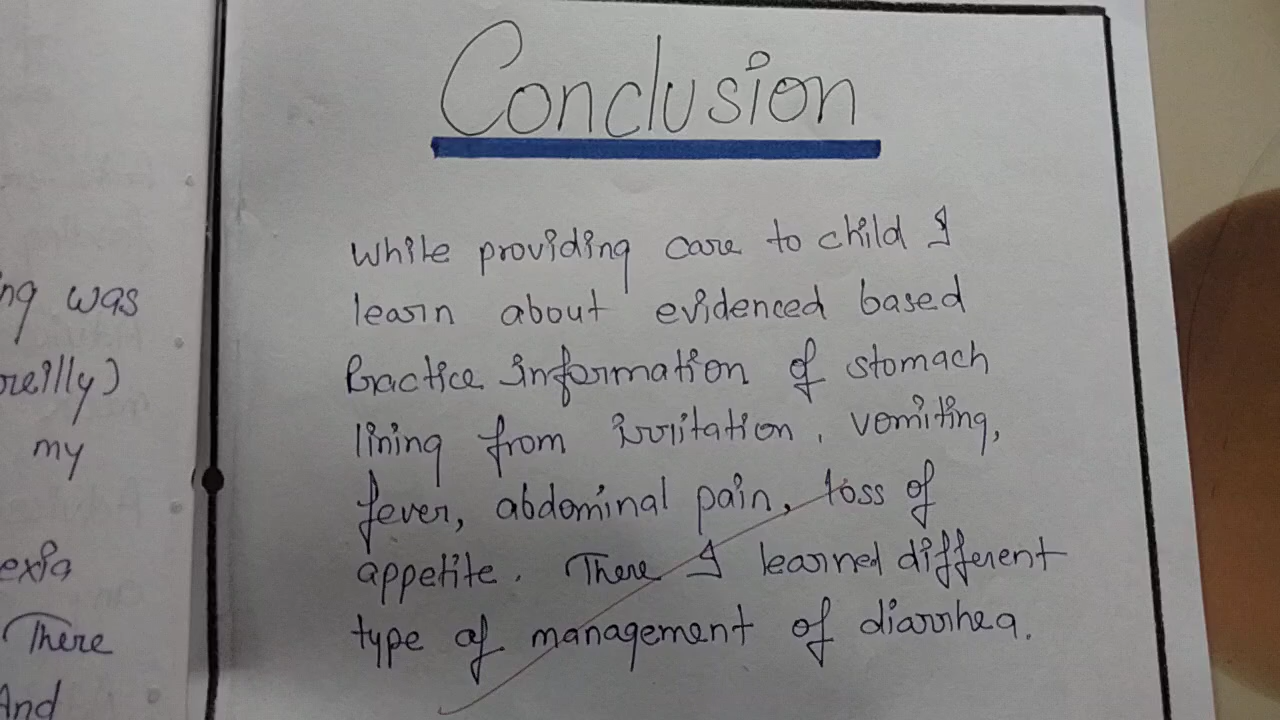 Conclusion
While providing care to child I
learn about evidenced based
Practice information of stomach
lining from irritation, vomiting,
fever, abdominal pain, loss of
appetite. There I learned different
type of management of diarrhea.
ng was
reilly)
my
exia
There
And